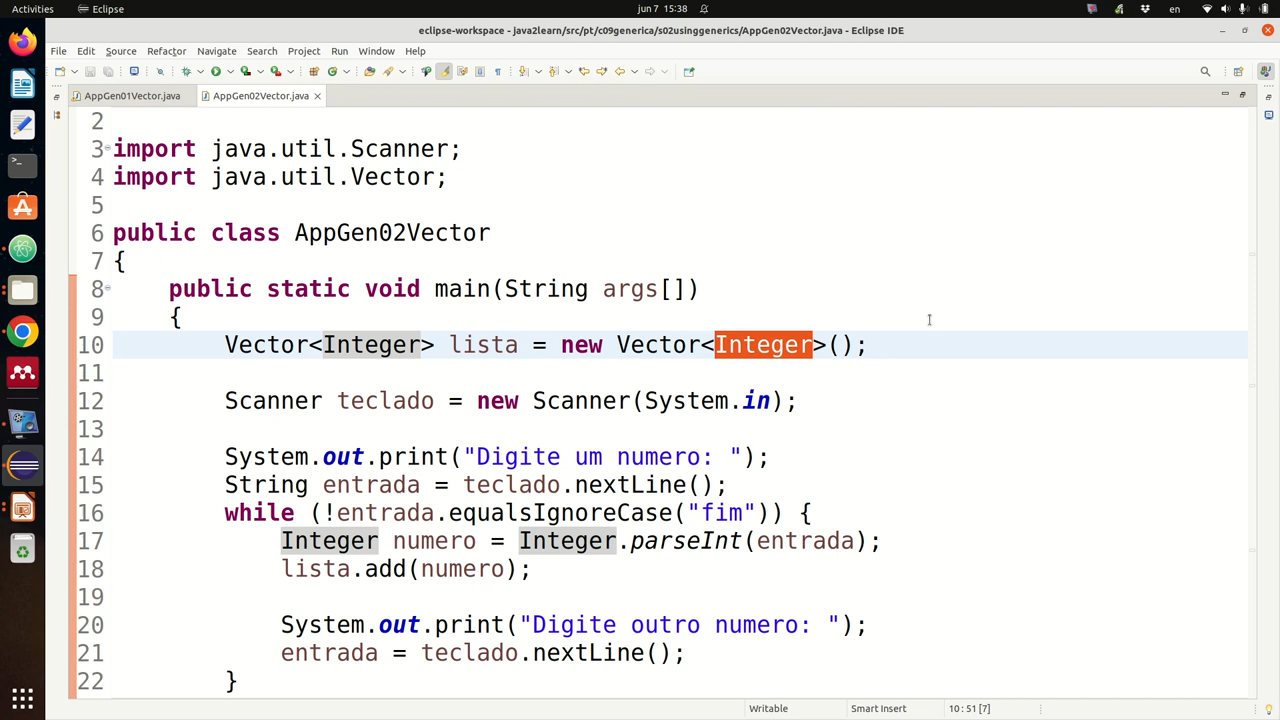 Activities Eclipse jun 7 15:38 en
eclipse-workspace - java2learn/src/pt/c09generica/s02usinggenerics/AppGen02Vector.java - Eclipse IDE
File Edit Source Refactor Navigate Search Project Run Window Help
AppGen01Vector.java AppGen02Vector.java
2
3 import java.util.Scanner;
4 import java.util.Vector;
5
6 public class AppGen02Vector
7 {
8 public static void main(String args[])
9 {
10 Vector<Integer> lista = new Vector<Integer>();
11
12 Scanner teclado = new Scanner(System.in);
13
14 System.out.print("Digite um numero: ");
15 String entrada = teclado.nextLine();
16 while (!entrada.equalsIgnoreCase("fim")) {
17 Integer numero = Integer.parseInt(entrada);
18 lista.add(numero);
19
20 System.out.print("Digite outro numero: ");
21 entrada = teclado.nextLine();
22 }
Writable Smart Insert 10 : 51 [7]